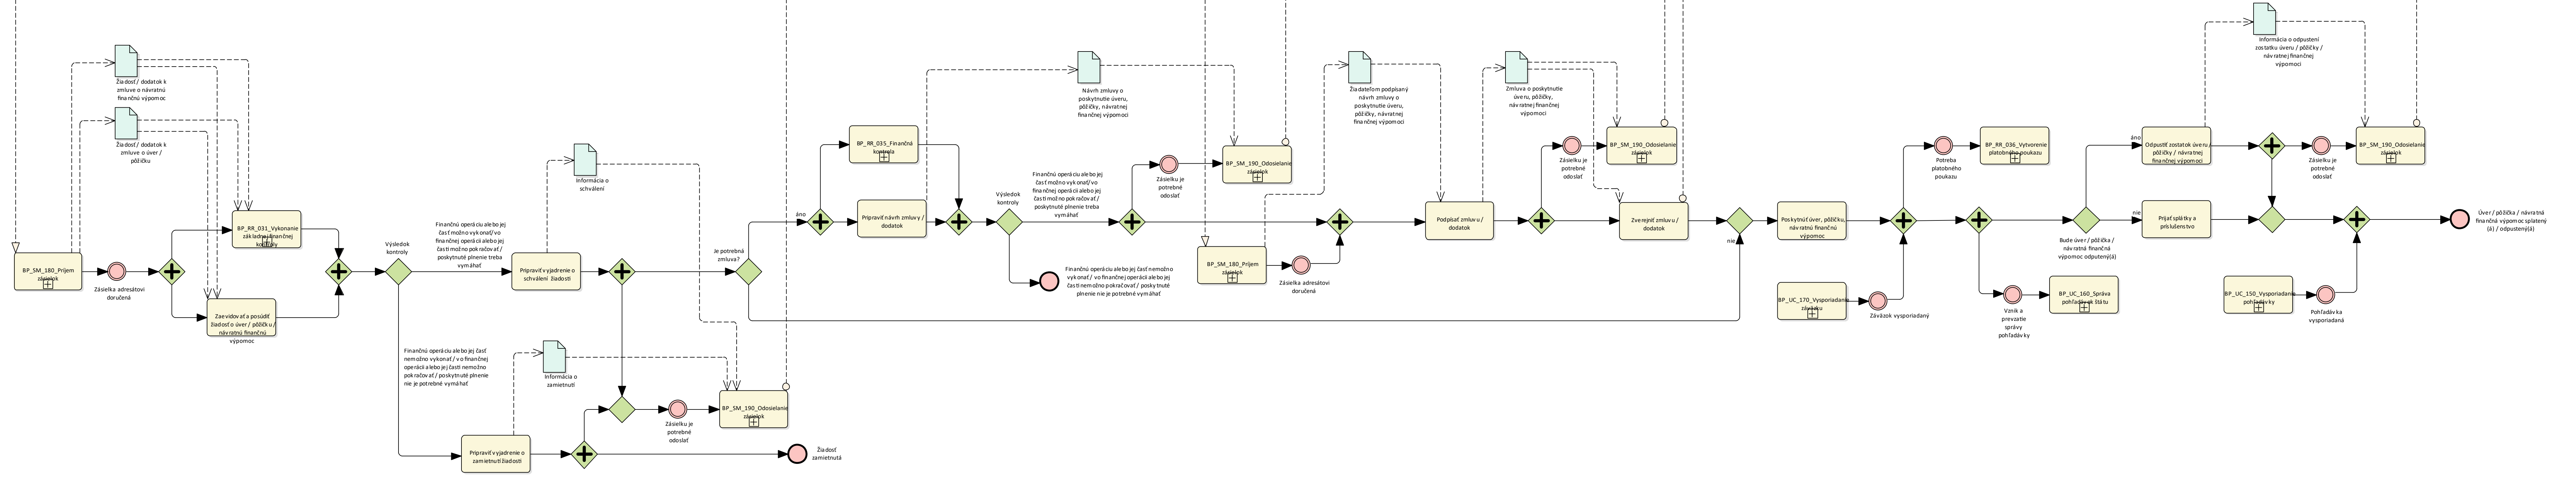 Žiadosť / dodatok k
zmluve o návratnú
finančnú výpomoc
Žiadosť / dodatok k
zmluve o úver /
pôžičku
BP_SM_180_Príjem
zásielok
Zásielka adresátovi
doručená
BP_RR_031_Vykonanie
základnej finančnej
kontroly
Zaevidovať a posúdiť
žiadosť o úver / pôžičku /
návratnú finančnú
výpomoc
Výsledok
kontroly
Finančnú operáciu alebo jej
časť možno vykonať/vo
finančnej operácii alebo jej
časti možno pokračovať /
poskytnuté plnenie treba
vymáhať
Finančnú operáciu alebo jej časť
nemožno vykonať / vo finančnej
operácii alebo jej časti nemožno
pokračovať / poskytnuté plnenie
nie je potrebné vymáhať
Pripraviť vyjadrenie o
schválení žiadosti
Informácia o
schválení
Informácia o
zamietnutí
Pripraviť vyjadrenie o
zamietnutí žiadosti
Zásielku je
potrebné
odoslať
BP_SM_190_Odosielanie
zásielok
Žiadosť
zamietnutá
Je potrebná
zmluva?
áno
nie
BP_RR_035_Finančná
kontrola
Pripraviť návrh zmluvy /
dodatok
Výsledok
kontroly
Finančnú operáciu alebo jej
časť možno vykonať/vo
finančnej operácii alebo jej
časti možno pokračovať /
poskytnuté plnenie treba
vymáhať
Finančnú operáciu alebo jej časť nemožno
vykonať / vo finančnej operácii alebo jej
časti nemožno pokračovať / poskytnuté
plnenie nie je potrebné vymáhať
Návrh zmluvy o
poskytnutie úveru,
pôžičky, návratnej
finančnej výpomoci
Zásielku je
potrebné
odoslať
BP_SM_190_Odosielanie
zásielok
BP_SM_180_Príjem
zásielok
Zásielka adresátovi
doručená
Žiadateľom podpísaný
návrh zmluvy o
poskytnutie úveru,
pôžičky, návratnej
finančnej výpomoci
Podpísať zmluvu /
dodatok
Zmluva o poskytnutie
úveru, pôžičky,
návratnej finančnej
výpomoci
Zásielku je
potrebné
odoslať
BP_SM_190_Odosielanie
zásielok
Zverejniť zmluvu /
dodatok
Poskytnúť úver, pôžičku,
návratnú finančnú
výpomoc
BP_UC_170_Vysporiadanie
záväzku
Záväzok vysporiadaný
Potreba
platobného
poukazu
BP_RR_036_Vytvorenie
platobného poukazu
Vznik a
prevzatie
správy
pohľadávky
BP_UC_160_Správa
pohľadávok štátu
Bude úver / pôžička /
návratná finančná
výpomoc odputený(á)
áno
nie
Odpustiť zostatok úveru /
pôžičky / návratnej
finančnej výpomoci
Prijať splátky a
príslušenstvo
Informácia o odpustení
zostatku úveru / pôžičky /
návratnej finančnej
výpomoci
Zásielku je
potrebné
odoslať
BP_SM_190_Odosielanie
zásielok
BP_UC_150_Vysporiadanie
pohľadávky
Pohľadávka
vysporiadaná
Úver / pôžička / návratná
finančná výpomoc splatený
(á) / odpustený(á)